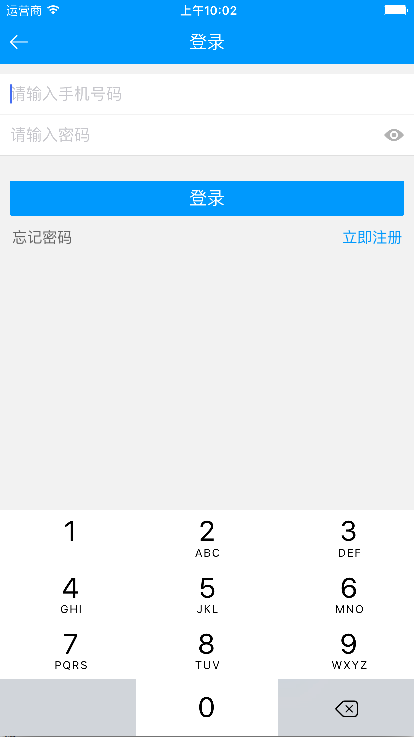 运营商 上午10:02
登录
请输入手机号码
请输入密码
登录
忘记密码 立即注册
1 2 3
ABC DEF
4 5 6
GHI JKL MNO
7 8 9
PQRS TUV WXYZ
0